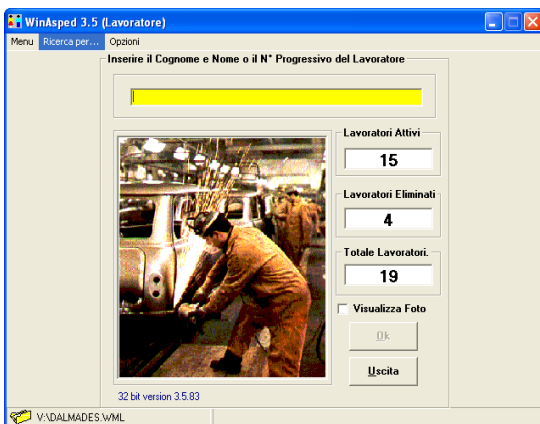 WinAsped 3.5 (Lavoratore)
Menu Ricerca per... Opzioni
Inserire il Cognome e Nome o il N° Progressivo del Lavoratore
Lavoratori Attivi
15
Lavoratori Eliminati
4
Totale Lavoratori.
19
Visualizza Foto
Ok
Uscita
32 bit version 3.5.83
V:\DALMADES.WML